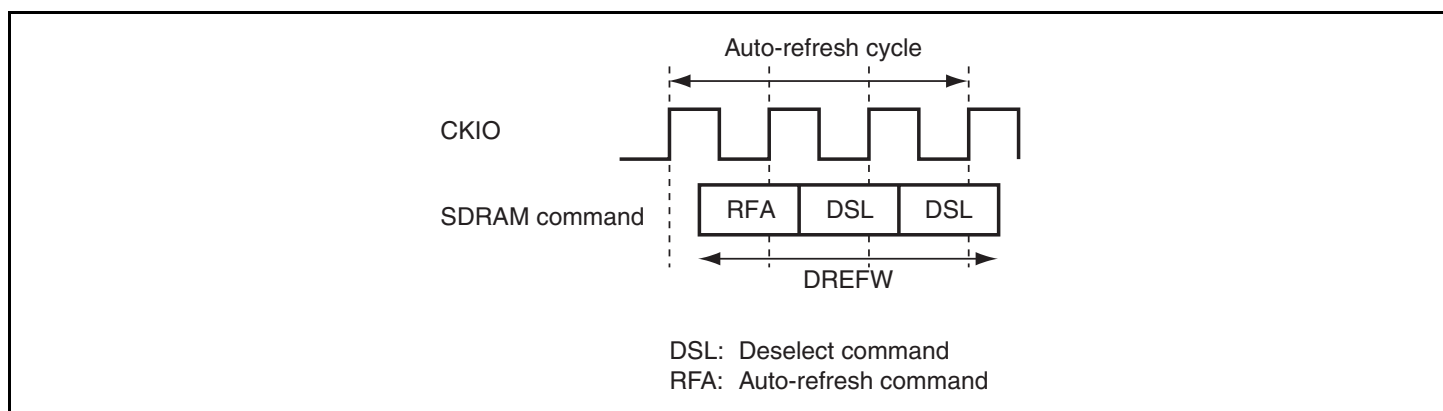 Auto-refresh cycle
CKIO
SDRAM command
RFA
DSL
DSL
DREFW
DSL: Deselect command
RFA: Auto-refresh command